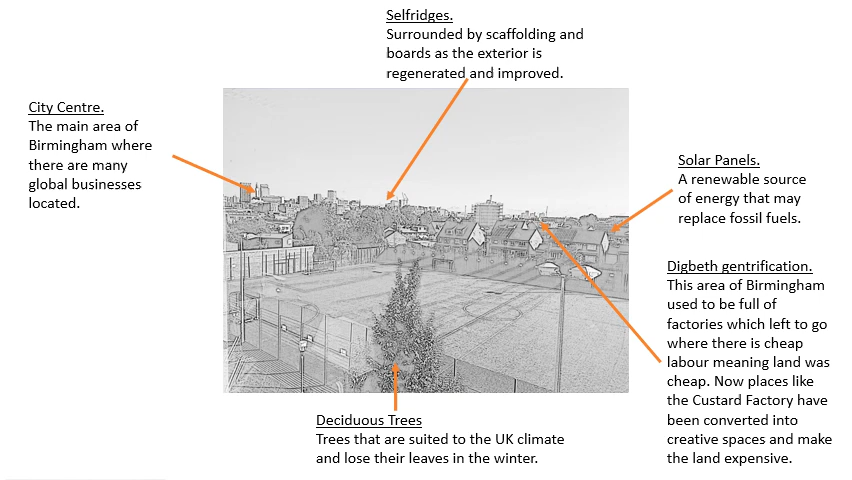 Selfridges.
Surrounded by scaffolding and
boards as the exterior is
regenerated and improved.
City Centre.
The main area of
Birmingham where
there are many
global businesses
located.
Solar Panels.
A renewable source
of energy that may
replace fossil fuels.
Digbeth gentrification.
This area of Birmingham
used to be full of
factories which left to go
where there is cheap
labour meaning land was
cheap. Now places like
the Custard Factory have
been converted into
creative spaces and make
the land expensive.
Deciduous Trees
Trees that are suited to the UK climate
and lose their leaves in the winter.